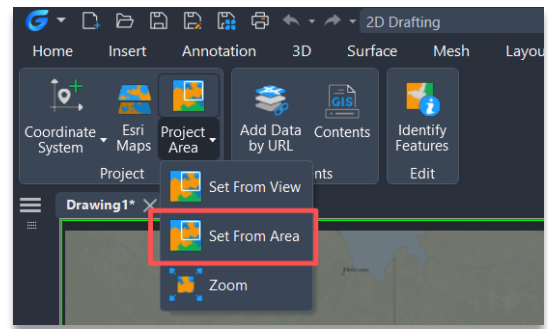 2D Drafting
Home Insert Annotation 3D Surface Mesh Layou
Coordinate System
Esri Maps
Project Area
Add Data by URL
GIS
Contents
Identify Features
Project
nts
Edit
Set From View
Drawing1*
Set From Area
Zoom